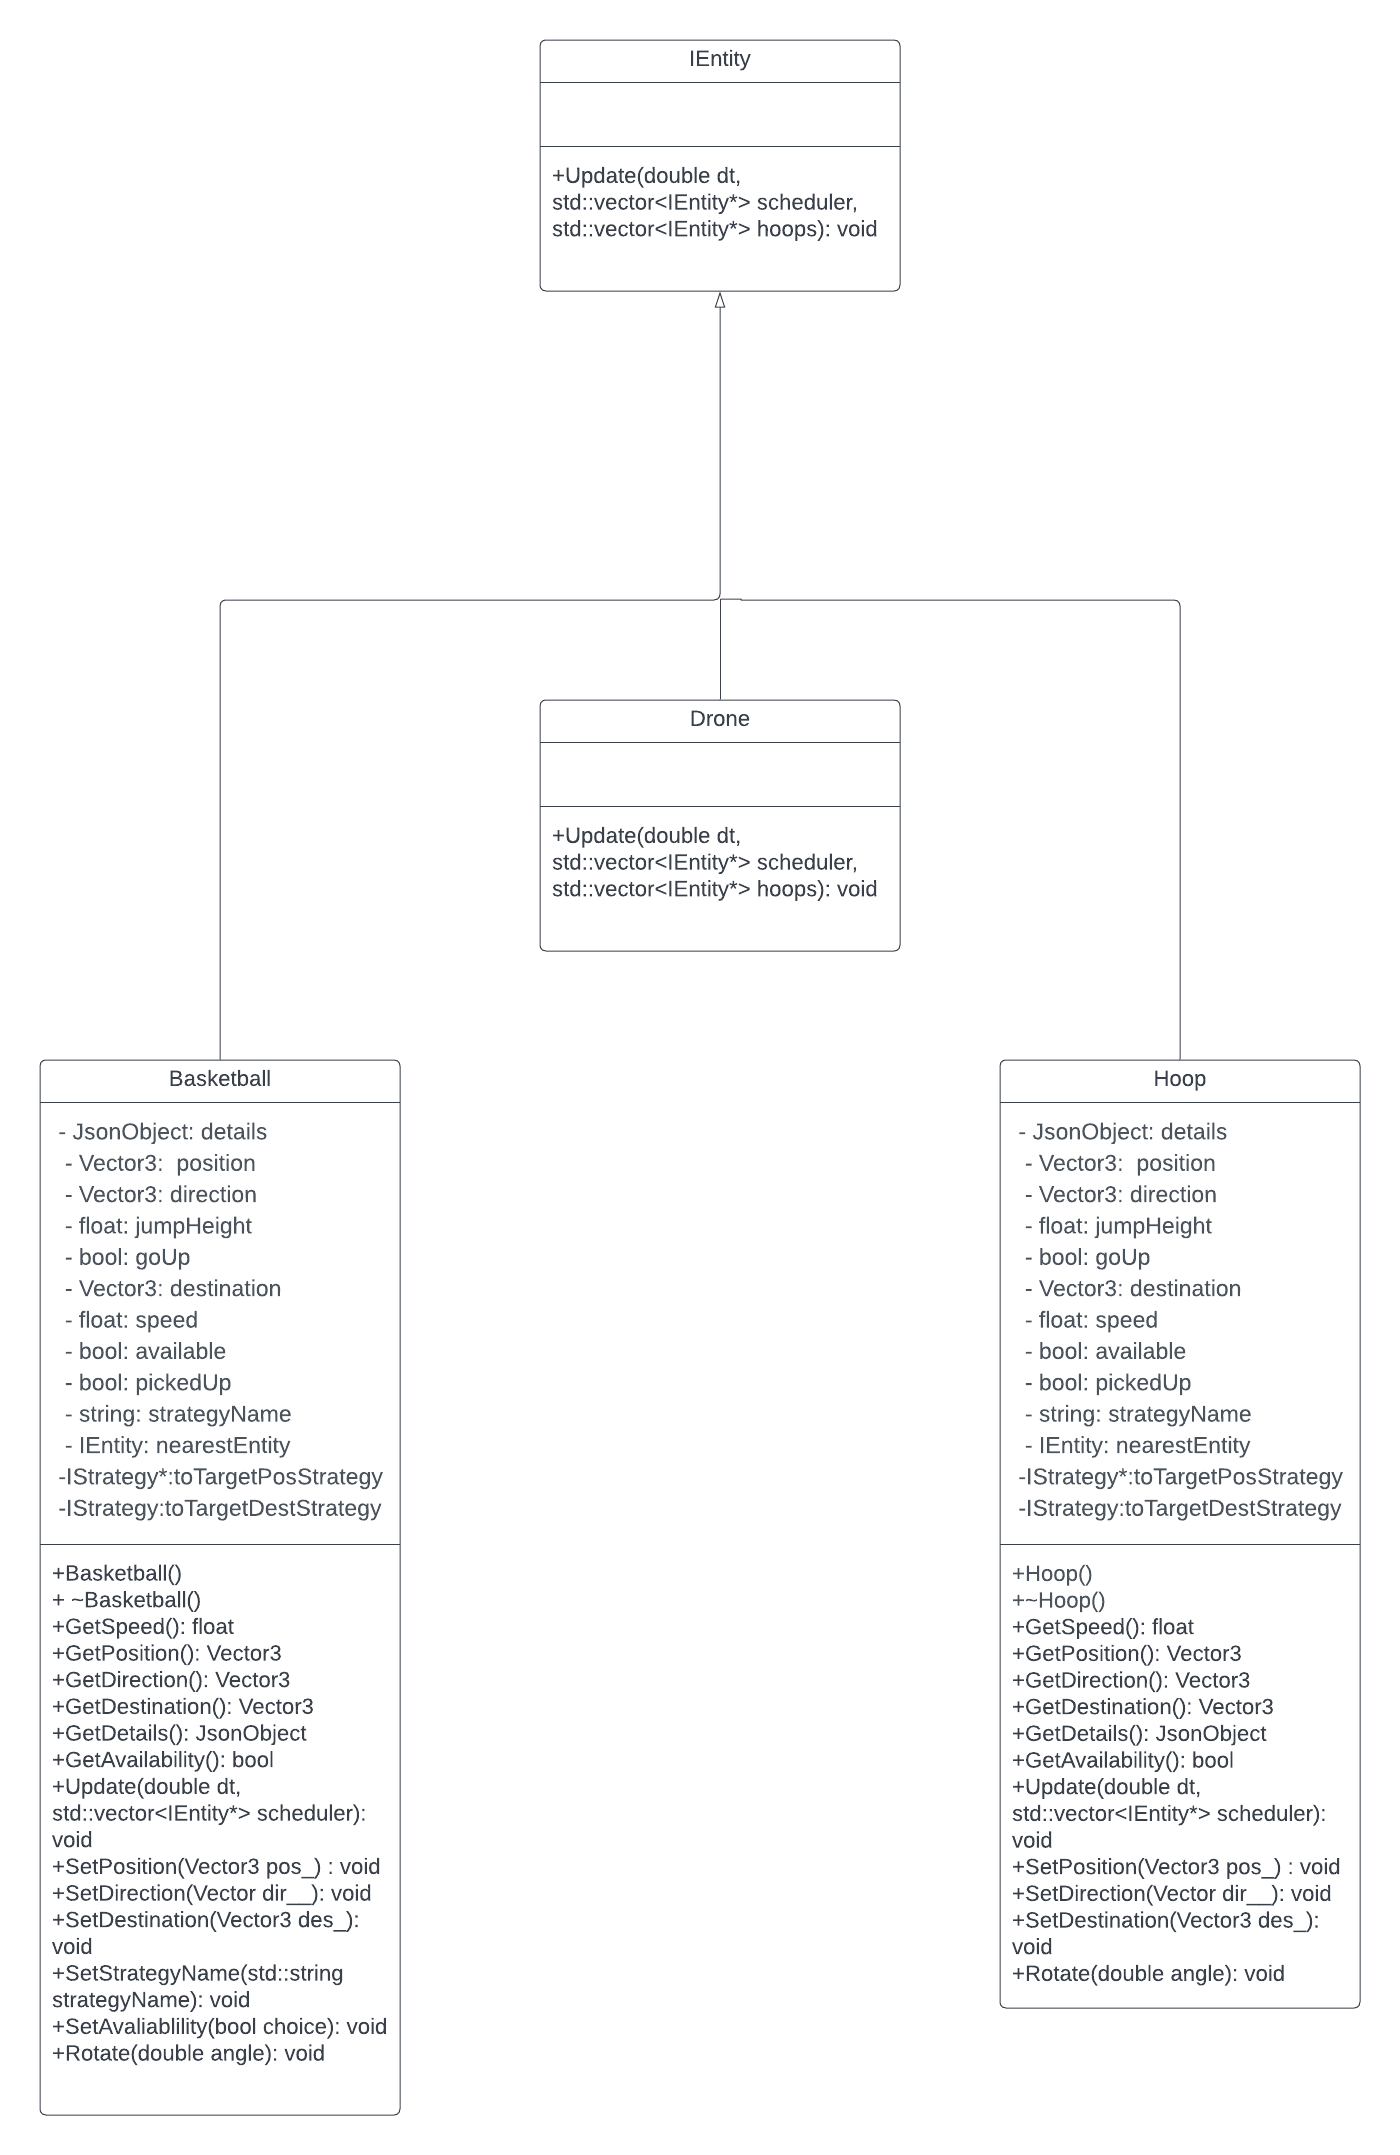 IEntity
+Update(double dt,
std::vector<IEntity*> scheduler,
std::vector<IEntity*> hoops): void
Drone
+Update(double dt,
std::vector<IEntity*> scheduler,
std::vector<IEntity*> hoops): void
Basketball
- JsonObject: details
- Vector3:  position
- Vector3: direction
- float: jumpHeight
- bool: goUp
- Vector3: destination
- float: speed
- bool: available
- bool: pickedUp
- string: strategyName
- IEntity: nearestEntity
-IStrategy*:toTargetPosStrategy
-IStrategy:toTargetDestStrategy
+Basketball()
+ ~Basketball()
+GetSpeed(): float
+GetPosition(): Vector3
+GetDirection(): Vector3
+GetDestination(): Vector3
+GetDetails(): JsonObject
+GetAvailability(): bool
+Update(double dt,
std::vector<IEntity*> scheduler):
void
+SetPosition(Vector3 pos_) : void
+SetDirection(Vector dir__): void
+SetDestination(Vector3 des_):
void
+SetStrategyName(std::string
strategyName): void
+SetAvaliablility(bool choice): void
+Rotate(double angle): void
Hoop
- JsonObject: details
- Vector3:  position
- Vector3: direction
- float: jumpHeight
- bool: goUp
- Vector3: destination
- float: speed
- bool: available
- bool: pickedUp
- string: strategyName
- IEntity: nearestEntity
-IStrategy*:toTargetPosStrategy
-IStrategy:toTargetDestStrategy
+Hoop()
+~Hoop()
+GetSpeed(): float
+GetPosition(): Vector3
+GetDirection(): Vector3
+GetDestination(): Vector3
+GetDetails(): JsonObject
+GetAvailability(): bool
+Update(double dt,
std::vector<IEntity*> scheduler):
void
+SetPosition(Vector3 pos_) : void
+SetDirection(Vector dir__): void
+SetDestination(Vector3 des_):
void
+Rotate(double angle): void